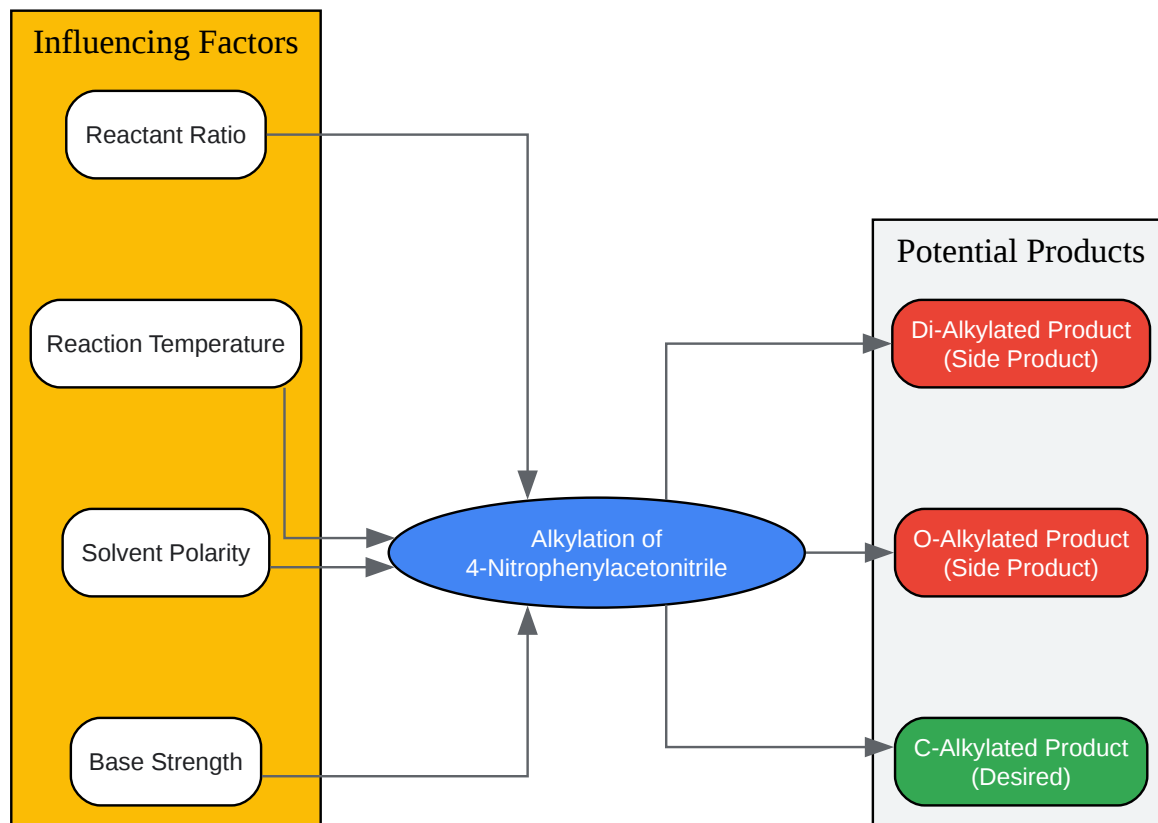 Influencing Factors
Reactant Ratio
Reaction Temperature
Solvent Polarity
Base Strength
Alkylation of
4-Nitrophenylacetonitrile
Potential Products
Di-Alkylated Product
(Side Product)
O-Alkylated Product
(Side Product)
C-Alkylated Product
(Desired)